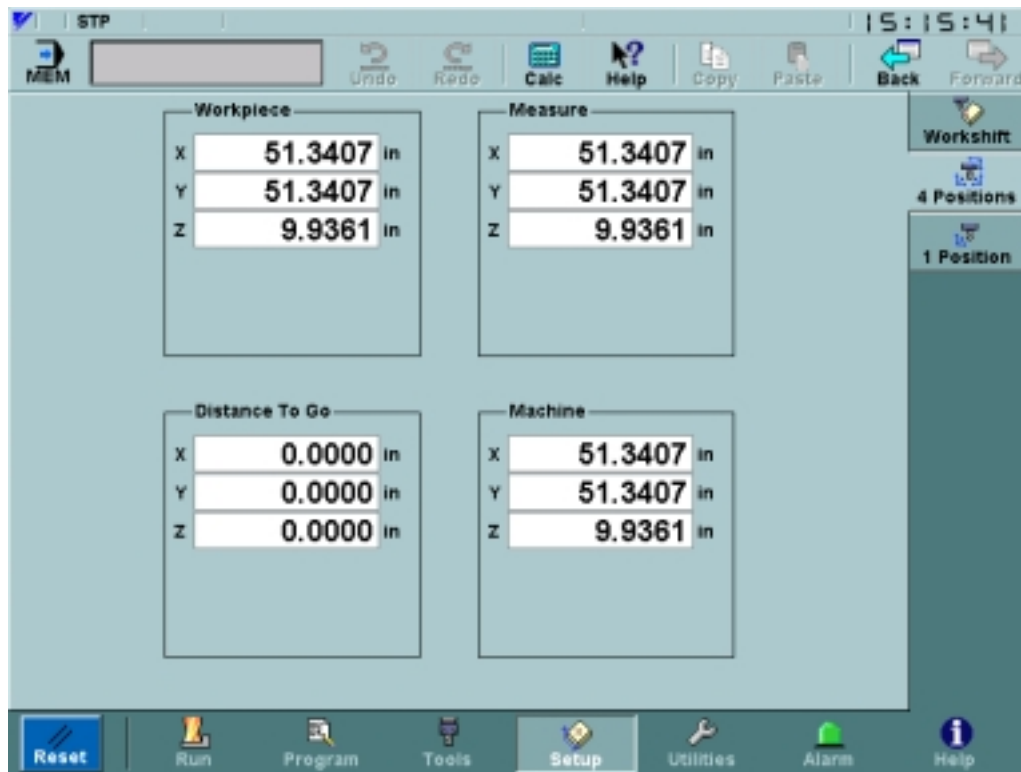 STP 15:15:41
MEM Undo Redo Calc Help Copy Paste Back Forward
Workpiece
X 51.3407 in
Y 51.3407 in
Z 9.9361 in
Measure
X 51.3407 in
Y 51.3407 in
Z 9.9361 in
Workshift
4 Positions
1 Position
Distance To Go
X 0.0000 in
Y 0.0000 in
Z 0.0000 in
Machine
X 51.3407 in
Y 51.3407 in
Z 9.9361 in
Reset Run Program Tools Setup Utilities Alarm Help